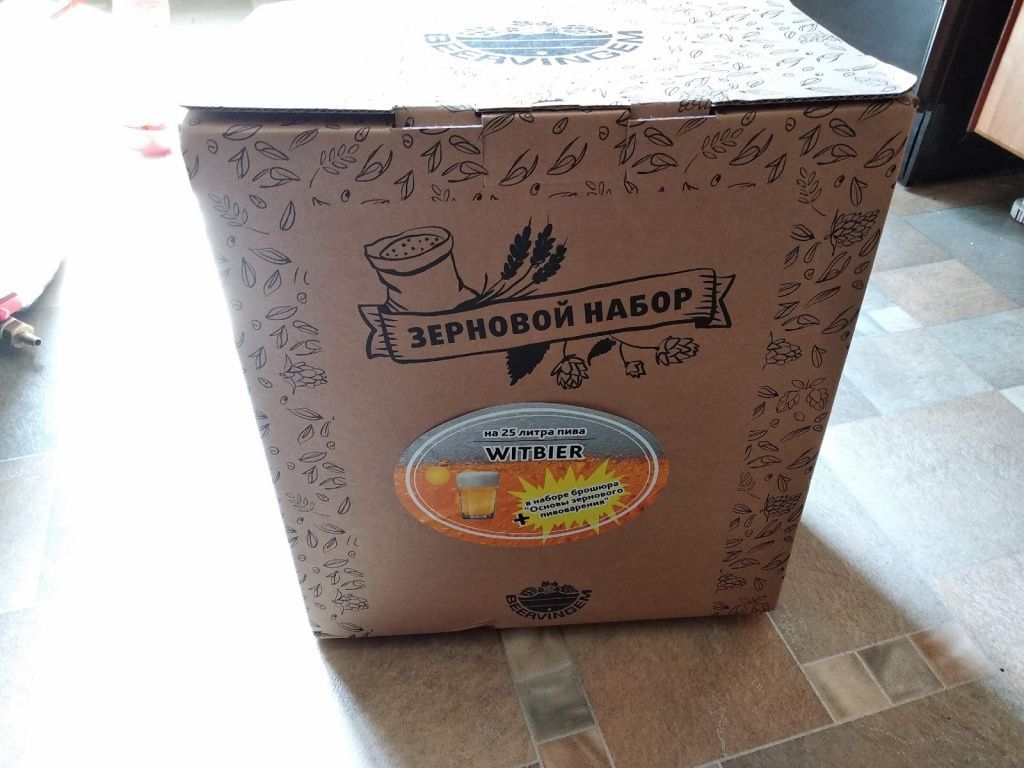 BEERVINGEM
ЗЕРНОВОЙ НАБОР
на 25 литра пива
WITBIER
в наборе брошюра
"Основы зернового
пивоварения"
+
BEERVINGEM